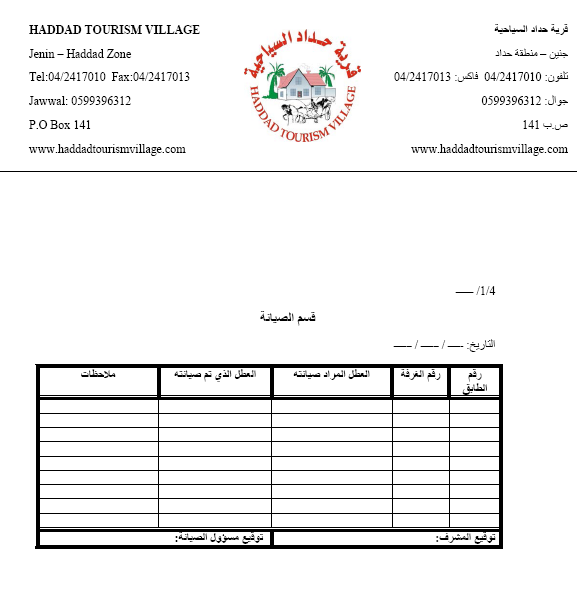 HADDAD TOURISM VILLAGE
Jenin – Haddad Zone
Tel:04/2417010 Fax:04/2417013
Jawwal: 0599396312
P.O Box 141
www.haddadtourismvillage.com
قرية حداد السياحية
HADDAD TOURISM VILLAGE
قرية حداد السياحية
جنين – منطقة حداد
تلفون: 04/2417010 فاكس: 04/2417013
جوال: 0599396312
ص.ب 141
www.haddadtourismvillage.com
1/4/ ___
قسم الصيانة
التاريخ: ___ / ___ / ___
رقم الطابق | رقم الغرفة | العطل المراد صيانته | العطل الذي تم صيانته | ملاحظات
توقيع المشرف: | توقيع مسؤول الصيانة: